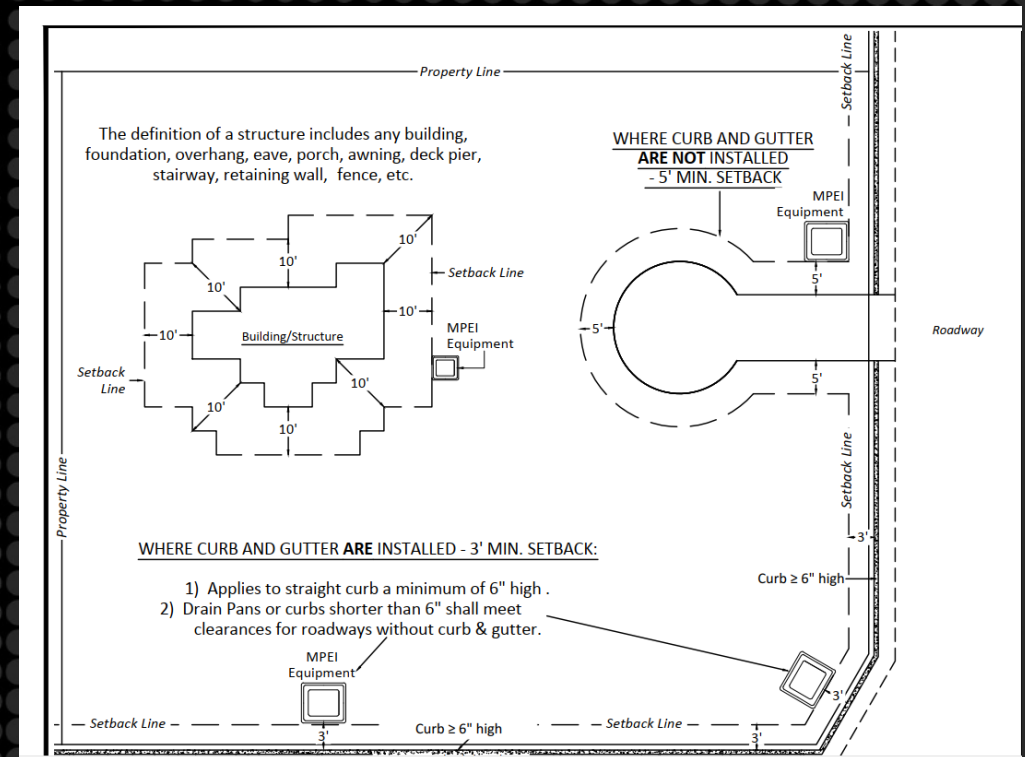 Property Line
Setback Line
The definition of a structure includes any building,
foundation, overhang, eave, porch, awning, deck pier,
stairway, retaining wall, fence, etc.
WHERE CURB AND GUTTER
ARE NOT INSTALLED
- 5' MIN. SETBACK
MPEI
Equipment
10'
10'
10'
Setback Line
5'
10'
10'
Building/Structure
MPEI
Equipment
5'
Roadway
Setback
Line
10'
10'
10'
5'
Property Line
Setback Line
3'
WHERE CURB AND GUTTER ARE INSTALLED - 3' MIN. SETBACK:
Curb ≥ 6" high
1) Applies to straight curb a minimum of 6" high .
2) Drain Pans or curbs shorter than 6" shall meet
clearances for roadways without curb & gutter.
MPEI
Equipment
3'
Setback Line
3'
Curb ≥ 6" high
Setback Line
3'